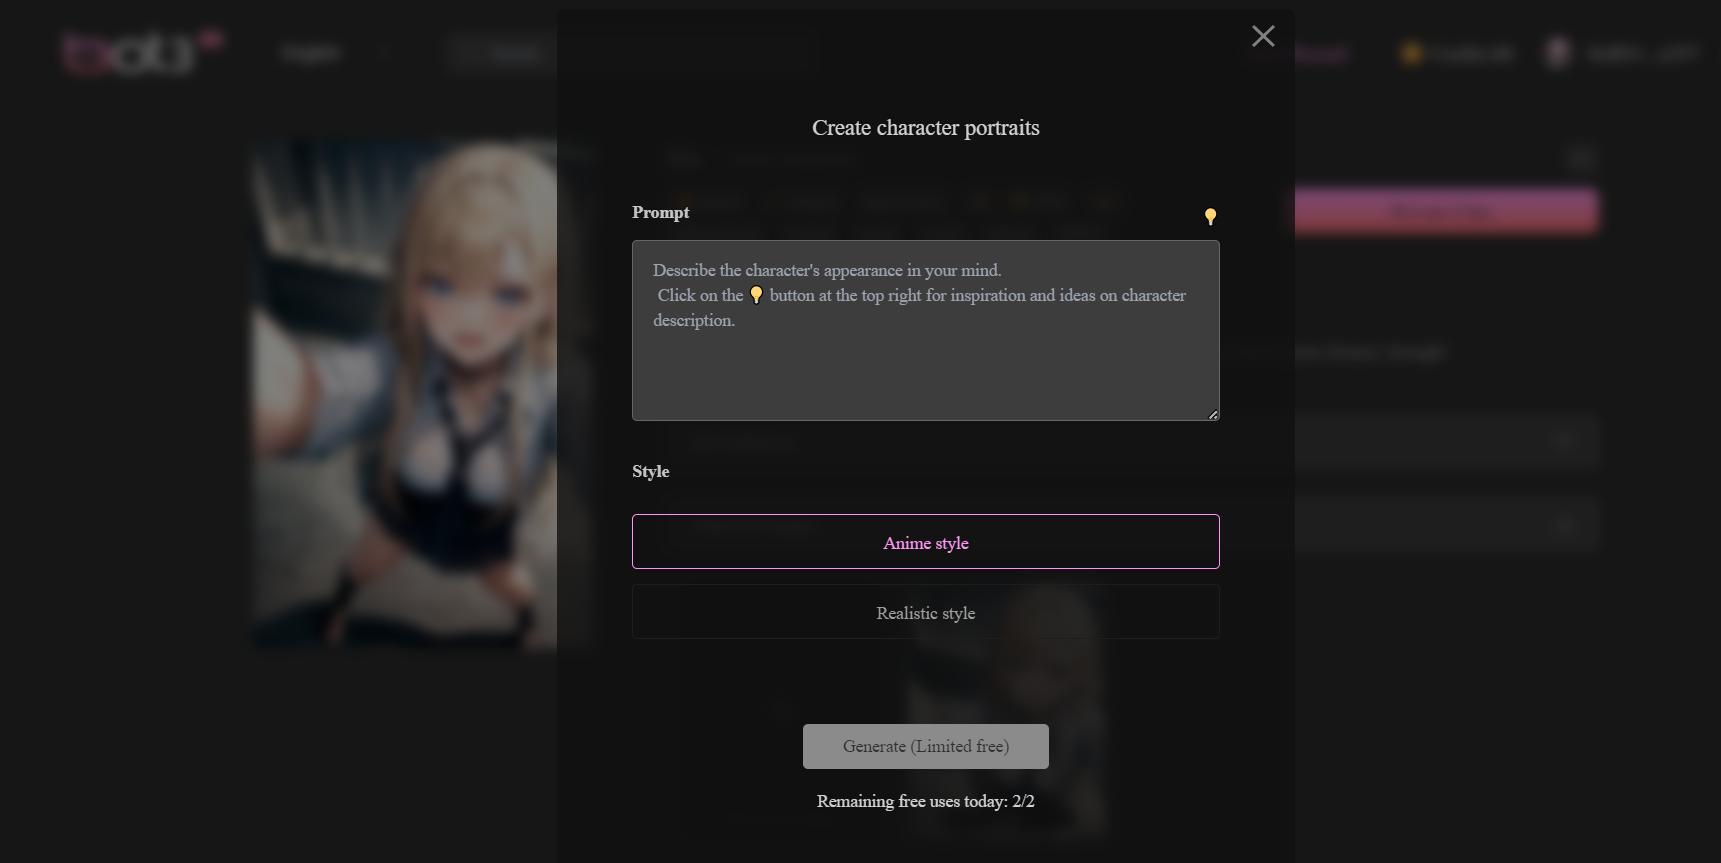 English
Create character portraits
Prompt
Describe the character's appearance in your mind.
Click on the 💡 button at the top right for inspiration and ideas on character
description.
Style
Anime style
Realistic style
Generate (Limited free)
Remaining free uses today: 2/2